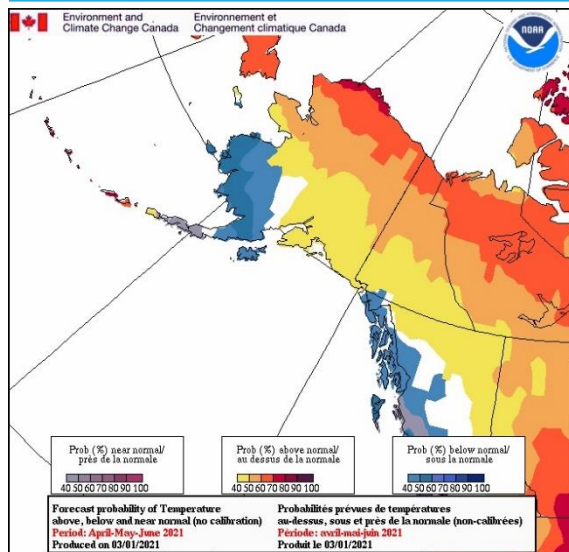 Environment and
Climate Change Canada
Environnement et
Changement climatique Canada
NOAA
Prob (%) near normal/
près de la normale
40 50 60 70 80 90 100
Prob (%) above normal/
au dessus de la normale
40 50 60 70 80 90 100
Prob (%) below normal/
sous la normale
40 50 60 70 80 90 100
Forecast probability of Temperature
above, below and near normal (no calibration)
Period: April-May-June 2021
Produced on 03/01/2021
Probabilités prévues de températures
au-dessus, sous et près de la normale (non-calibrées)
Période: avril-mai-juin 2021
Produit le 03/01/2021